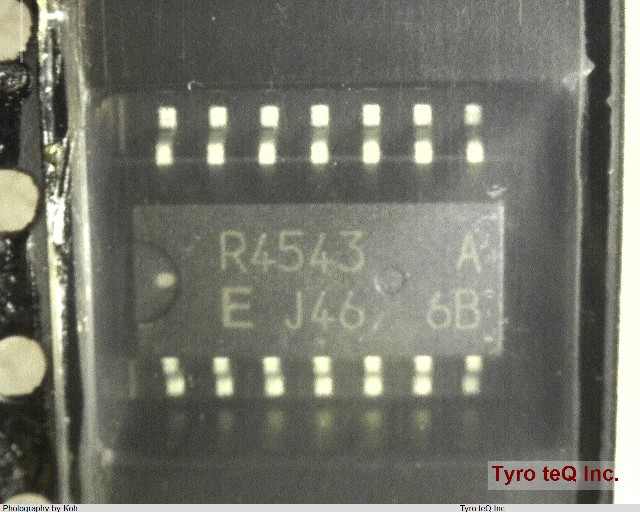 R4543 A
E J46 6B
Tyro teQ Inc.
Photography by Koh
Tyro teQ Inc